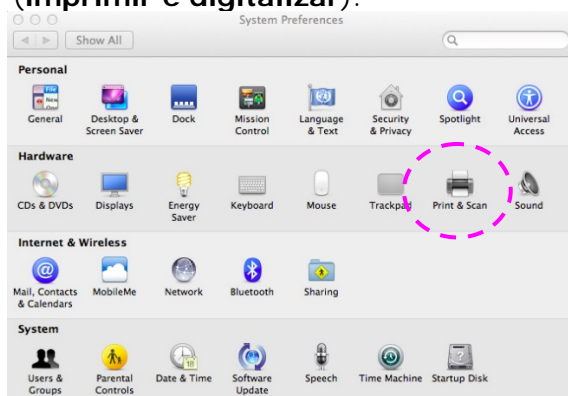 (imprimir e digitalizar):
System Preferences
Show All
Personal
General
Desktop & Screen Saver
Dock
Mission Control
Language & Text
Security & Privacy
Spotlight
Universal Access
Hardware
CDs & DVDs
Displays
Energy Saver
Keyboard
Mouse
Trackpad
Print & Scan
Sound
Internet & Wireless
Mail, Contacts & Calendars
MobileMe
Network
Bluetooth
Sharing
System
Users & Groups
Parental Controls
Date & Time
Software Update
Speech
Time Machine
Startup Disk